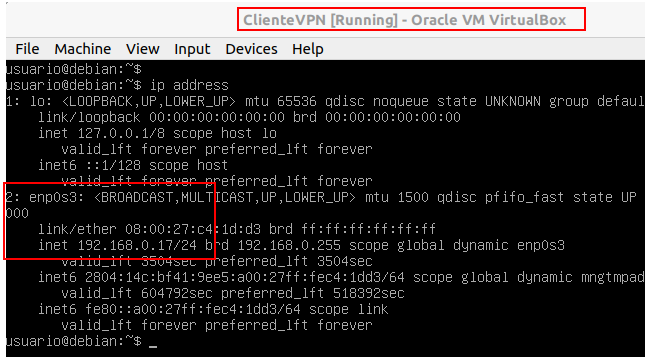 ClienteVPN [Running] - Oracle VM VirtualBox
File Machine View Input Devices Help
usuario@debian:~$
usuario@debian:~$ ip address
1: lo: <LOOPBACK,UP,LOWER_UP> mtu 65536 qdisc noqueue state UNKNOWN group defaul
link/loopback 00:00:00:00:00:00 brd 00:00:00:00:00:00
inet 127.0.0.1/8 scope host lo
valid_lft forever preferred_lft forever
inet6 ::1/128 scope host
valid_lft forever preferred_lft forever
2: enp0s3: <BROADCAST,MULTICAST,UP,LOWER_UP> mtu 1500 qdisc pfifo_fast state UP
000
link/ether 08:00:27:c4:1d:d3 brd ff:ff:ff:ff:ff:ff
inet 192.168.0.17/24 brd 192.168.0.255 scope global dynamic enp0s3
valid_lft 3504sec preferred_lft 3504sec
inet6 2804:14c:bf41:9ee5:a00:27ff:fec4:1dd3/64 scope global dynamic mngtmpad
valid_lft 604792sec preferred_lft 518392sec
inet6 fe80::a00:27ff:fec4:1dd3/64 scope link
valid_lft forever preferred_lft forever
usuario@debian:~$ _